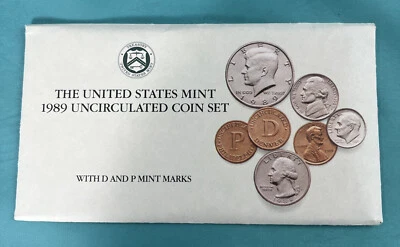 THE UNITED STATES MINT
1989 UNCIRCULATED COIN SET
WITH D AND P MINT MARKS
LIBERTY
1989
P
D